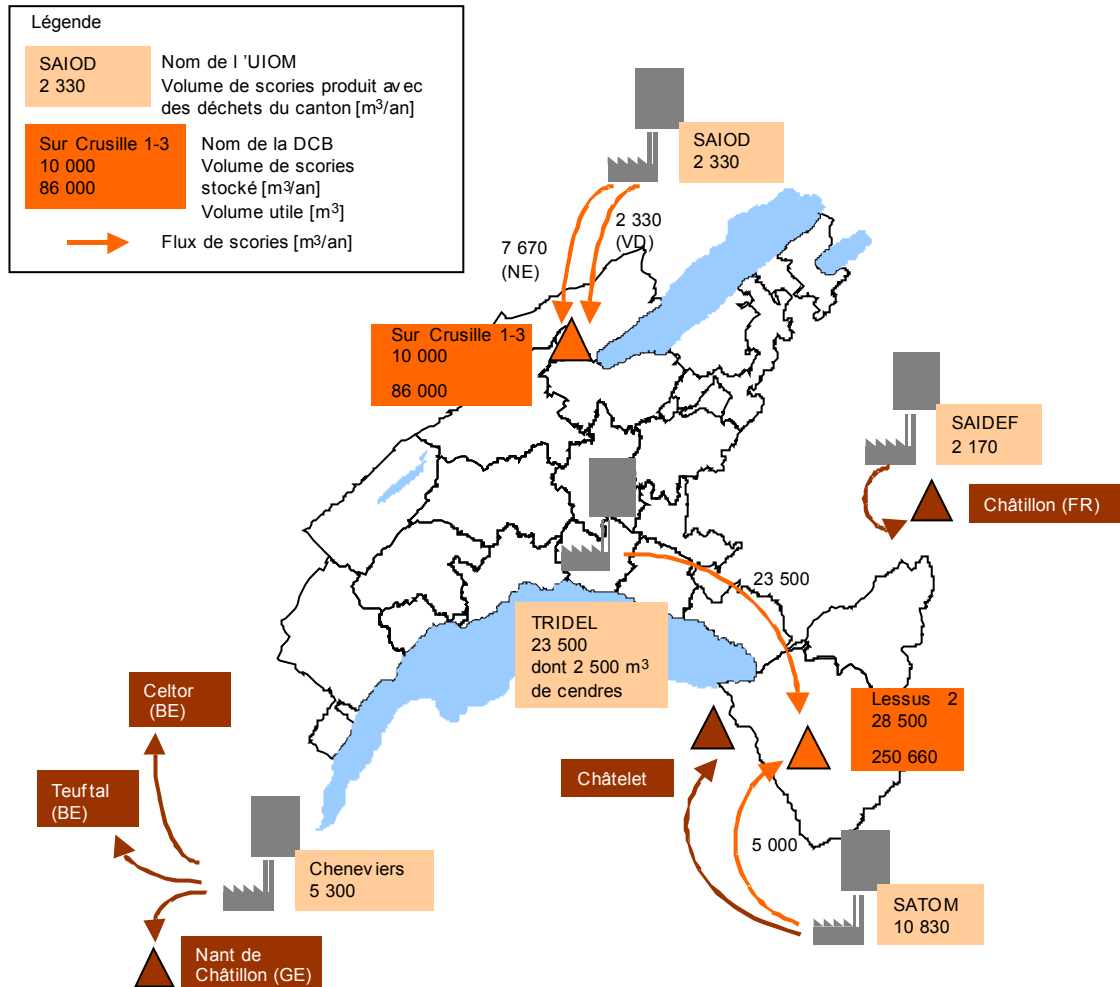 Légende
SAIOD
2 330
Nom de l 'UIOM
Volume de scories produit avec
des déchets du canton [m³/an]
Sur Crusille 1-3
10 000
86 000
Nom de la DCB
Volume de scories
stocké [m³/an]
Volume utile [m³]
Flux de scories [m³/an]
SAIOD
2 330
7 670
(NE)
2 330
(VD)
Sur Crusille 1-3
10 000
86 000
SAIDEF
2 170
Châtillon (FR)
23 500
TRIDEL
23 500
dont 2 500 m³
de cendres
Lessus 2
28 500
250 660
Châtelet
5 000
SATOM
10 830
Celtor
(BE)
Teuftal
(BE)
Cheneviers
5 300
Nant de
Châtillon (GE)